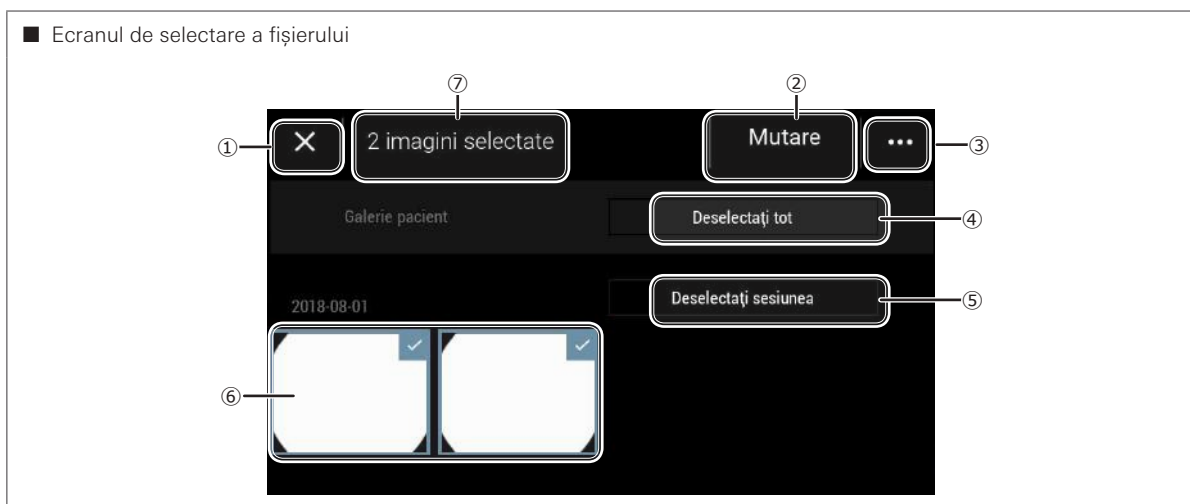 ■ Ecranul de selectare a fișierului
⑦ ②
① 2 imagini selectate Mutare ③
Galerie pacient Deselectați tot ④
2018-08-01 Deselectați sesiunea ⑤
⑥